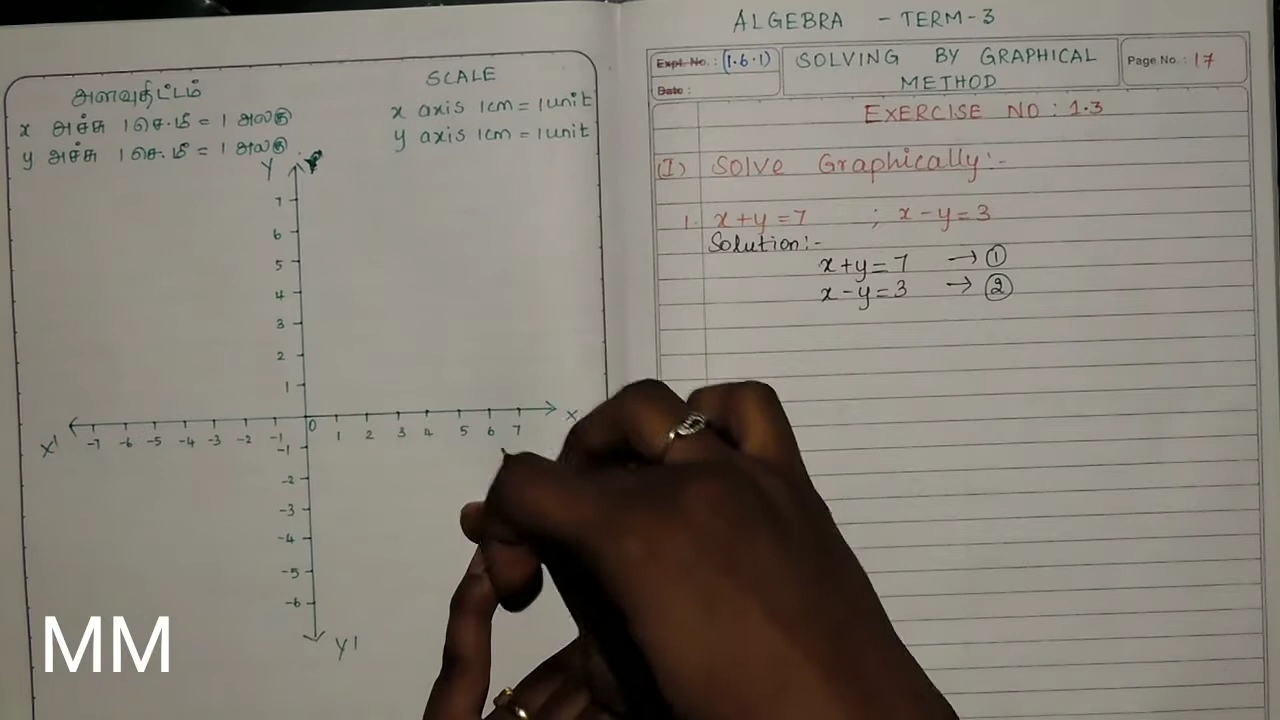 அளவுதிட்டம்
x அச்சு 1செ.மீ = 1 அலகு
y அச்சு 1செ.மீ = 1 அலகு
SCALE
x axis 1cm = 1unit
y axis 1cm = 1unit
Y
7
6
5
4
3
2
1
X' -7 -6 -5 -4 -3 -2 -1 0 1 2 3 4 5 6 7 X
-1
-2
-3
-4
-5
-6
Y'
MM
ALGEBRA - TERM-3
Expt. No. : (1.6.1)
Date :
SOLVING BY GRAPHICAL
METHOD
Page No. : 17
EXERCISE NO : 1.3
(I) Solve Graphically:-
1. x+y=7 ; x-y=3
Solution:-
x+y=7 → ①
x-y=3 → ②